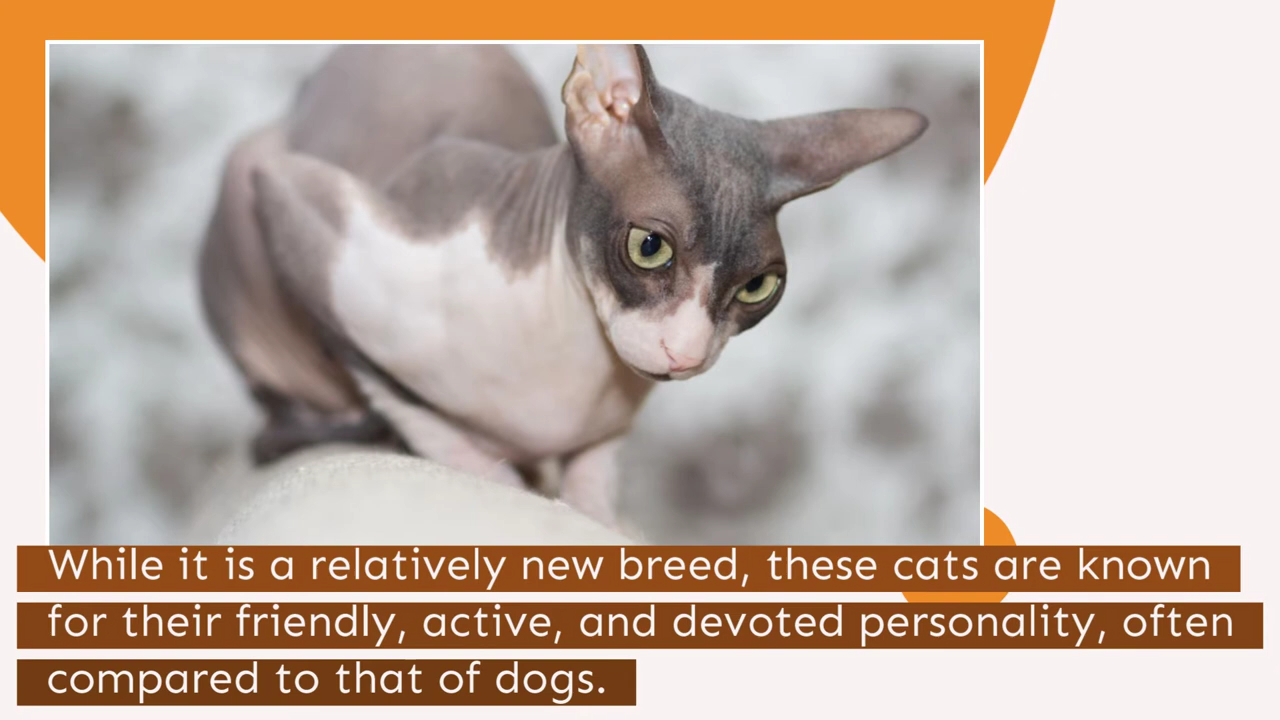 While it is a relatively new breed, these cats are known
for their friendly, active, and devoted personality, often
compared to that of dogs.